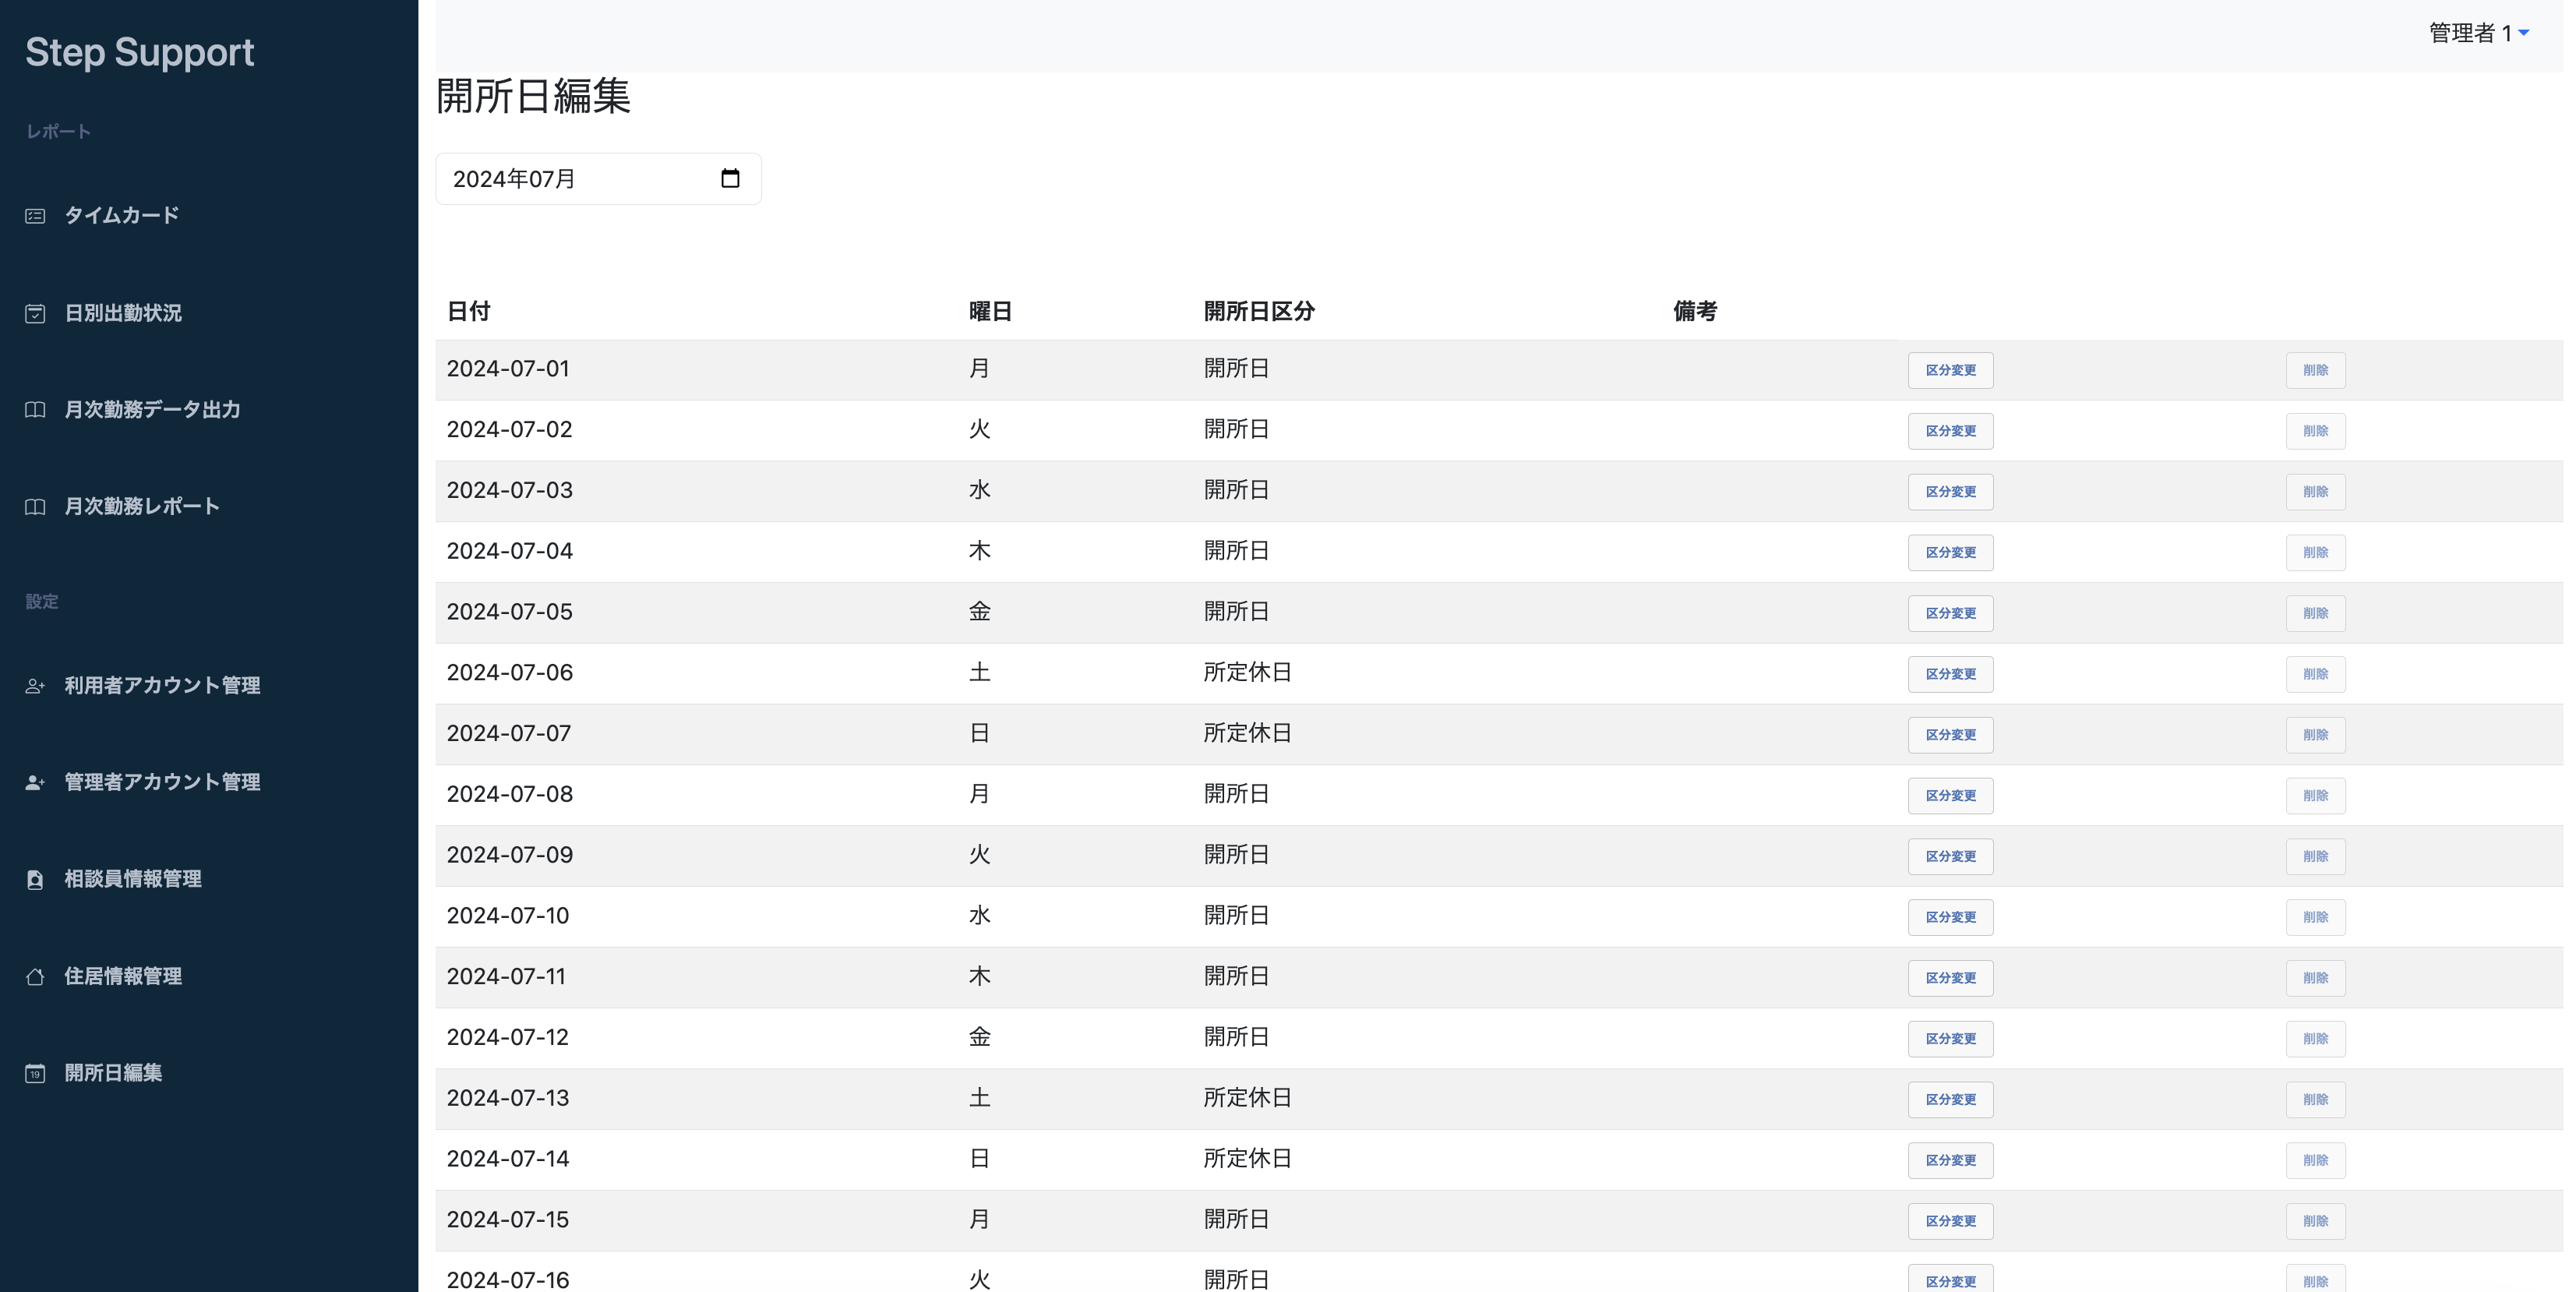 Step Support
レポート
タイムカード
日別出勤状況
月次勤務データ出力
月次勤務レポート
設定
利用者アカウント管理
管理者アカウント管理
相談員情報管理
住居情報管理
19
開所日編集
管理者 1
開所日編集
2024年07月
日付 曜日 開所日区分 備考
2024-07-01 月 開所日 区分変更 削除
2024-07-02 火 開所日 区分変更 削除
2024-07-03 水 開所日 区分変更 削除
2024-07-04 木 開所日 区分変更 削除
2024-07-05 金 開所日 区分変更 削除
2024-07-06 土 所定休日 区分変更 削除
2024-07-07 日 所定休日 区分変更 削除
2024-07-08 月 開所日 区分変更 削除
2024-07-09 火 開所日 区分変更 削除
2024-07-10 水 開所日 区分変更 削除
2024-07-11 木 開所日 区分変更 削除
2024-07-12 金 開所日 区分変更 削除
2024-07-13 土 所定休日 区分変更 削除
2024-07-14 日 所定休日 区分変更 削除
2024-07-15 月 開所日 区分変更 削除
2024-07-16 火 開所日 区分変更 削除